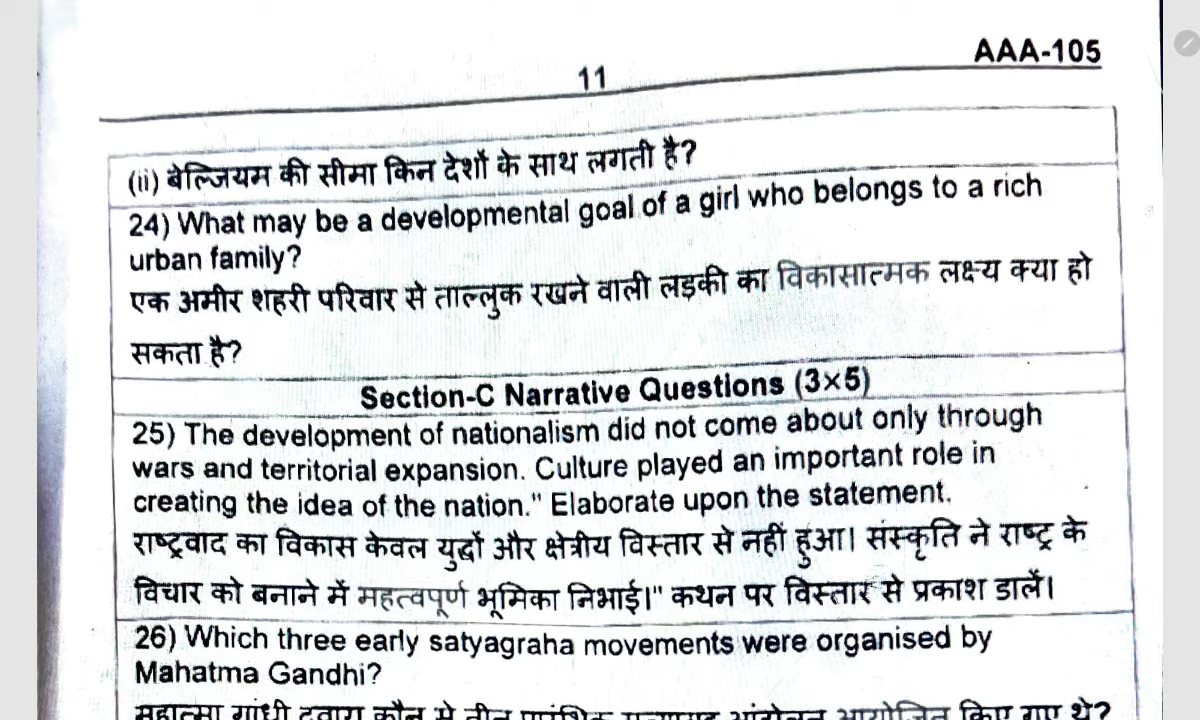 AAA-105
11
(ii) बेल्जियम की सीमा किन देशों के साथ लगती है?
24) What may be a developmental goal of a girl who belongs to a rich
urban family?
एक अमीर शहरी परिवार से ताल्लुक रखने वाली लड़की का विकासात्मक लक्ष्य क्या हो
सकता है?
Section-C Narrative Questions (3×5)
25) The development of nationalism did not come about only through
wars and territorial expansion. Culture played an important role in
creating the idea of the nation." Elaborate upon the statement.
राष्ट्रवाद का विकास केवल युद्धों और क्षेत्रीय विस्तार से नहीं हुआ। संस्कृति ने राष्ट्र के
विचार को बनाने में महत्वपूर्ण भूमिका निभाई।" कथन पर विस्तार से प्रकाश डालें।
26) Which three early satyagraha movements were organised by
Mahatma Gandhi?
महात्मा गांधी द्वारा कौन से तीन आंदोलन आयोजित किए गए थे?